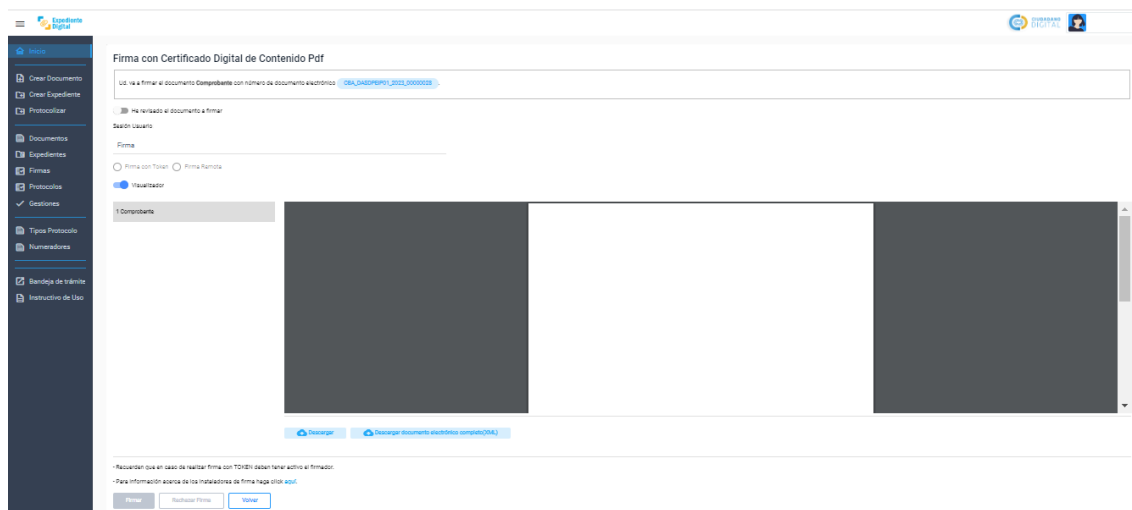 Expediente
Digital
CIUDADANO
DIGITAL
Inicio
Crear Documento
Crear Expediente
Protocolizar
Documentos
Expedientes
Firmas
Protocolos
Gestiones
Tipos Protocolo
Numeradores
Bandeja de trámite
Instructivo de Uso
Firma con Certificado Digital de Contenido Pdf
Ud. va a firmar el documento Comprobante con número de documento electrónico CBA_DASDPEIP01_2022_00000028 .
He revisado el documento a firmar
Sesión Usuario
Firma
Firma con Token Firma Remota
Visualizador
1 Comprobante
Descargar Descargar documento electrónico completo(XML)
- Recuerden que en caso de realizar firma con TOKEN deben tener activo el firmador.
- Para información acerca de los instaladores de firma haga click aquí.
Firmar Rechazar Firma Volver